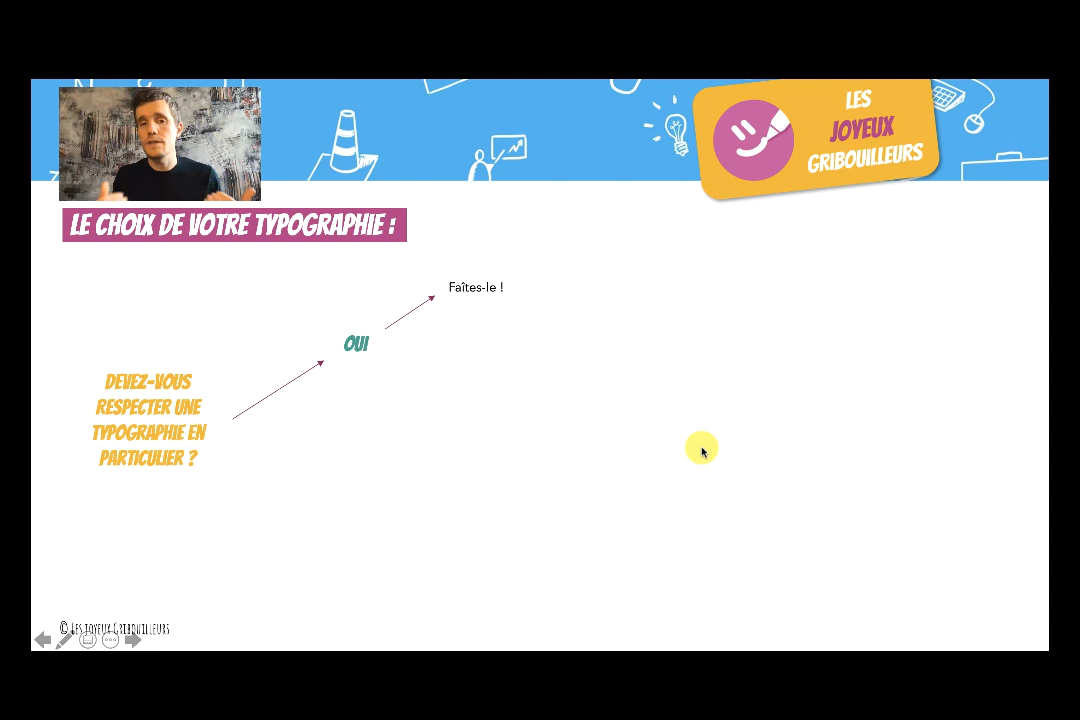 LES
JOYEUX
GRIBOUILLEURS
LE CHOIX DE VOTRE TYPOGRAPHIE :
Faîtes-le !
OUI
DEVEZ-VOUS
RESPECTER UNE
TYPOGRAPHIE EN
PARTICULIER ?
© LES JOYEUX GRIBOUILLEURS